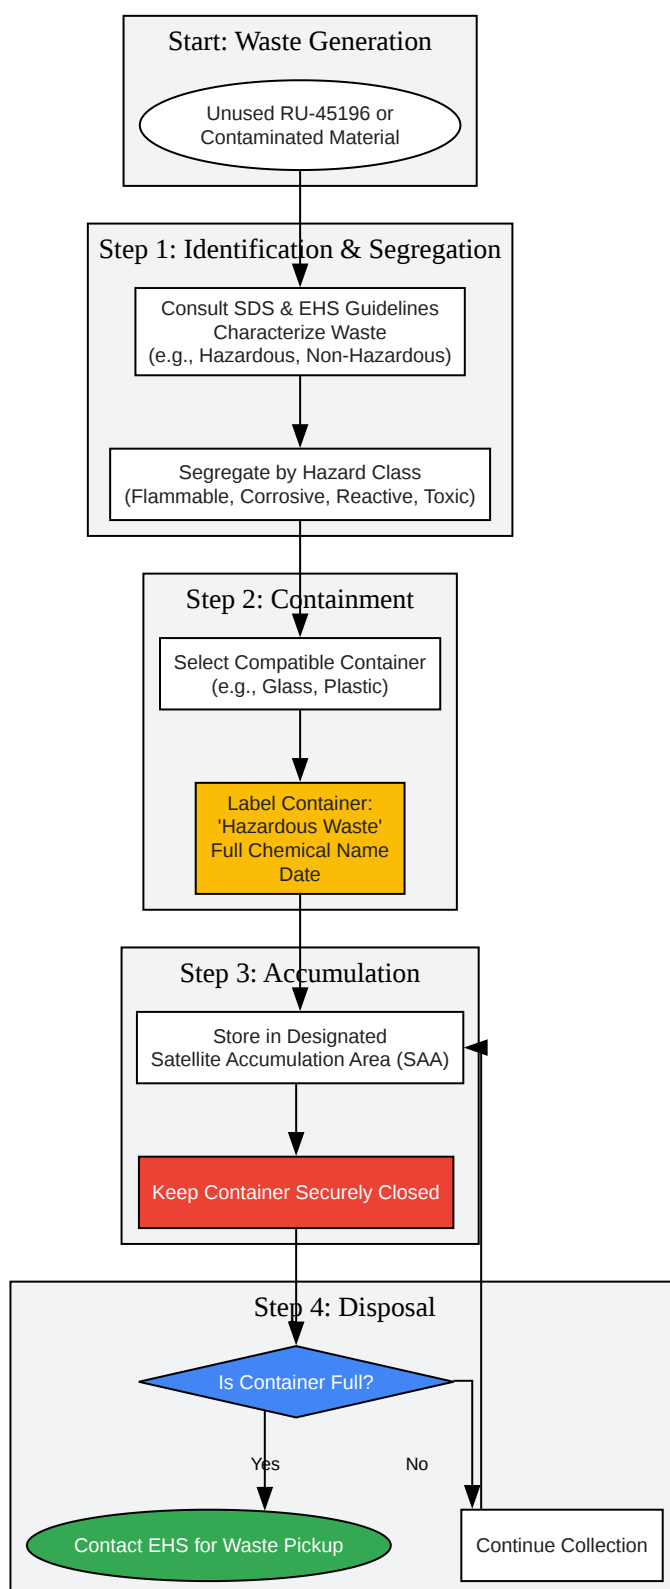 Start: Waste Generation
Unused RU-45196 or
Contaminated Material
Step 1: Identification & Segregation
Consult SDS & EHS Guidelines
Characterize Waste
(e.g., Hazardous, Non-Hazardous)
Segregate by Hazard Class
(Flammable, Corrosive, Reactive, Toxic)
Step 2: Containment
Select Compatible Container
(e.g., Glass, Plastic)
Label Container:
'Hazardous Waste'
Full Chemical Name
Date
Step 3: Accumulation
Store in Designated
Satellite Accumulation Area (SAA)
Keep Container Securely Closed
Step 4: Disposal
Is Container Full?
Yes
No
Contact EHS for Waste Pickup
Continue Collection